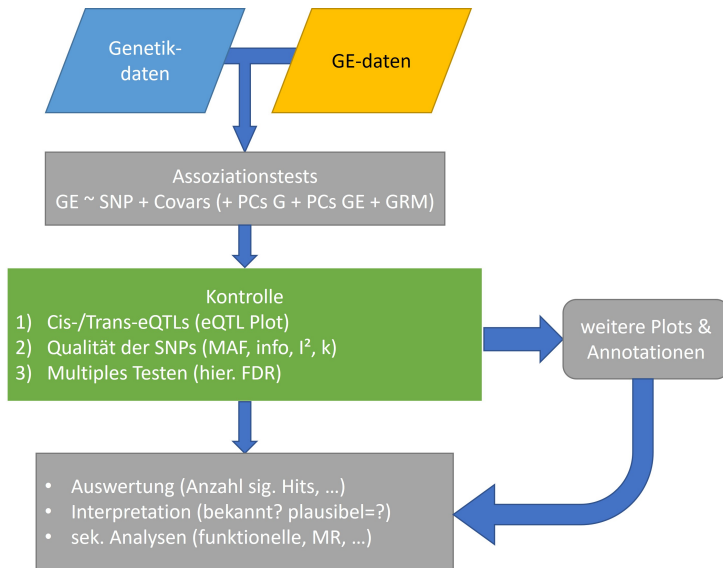 Genetik-
daten
GE-daten
Assoziationstests
GE ~ SNP + Covars (+ PCs G + PCs GE + GRM)
Kontrolle
1) Cis-/Trans-eQTLs (eQTL Plot)
2) Qualität der SNPs (MAF, info, I², k)
3) Multiples Testen (hier. FDR)
weitere Plots &
Annotationen
• Auswertung (Anzahl sig. Hits, ...)
• Interpretation (bekannt? plausibel=?)
• sek. Analysen (funktionelle, MR, ...)